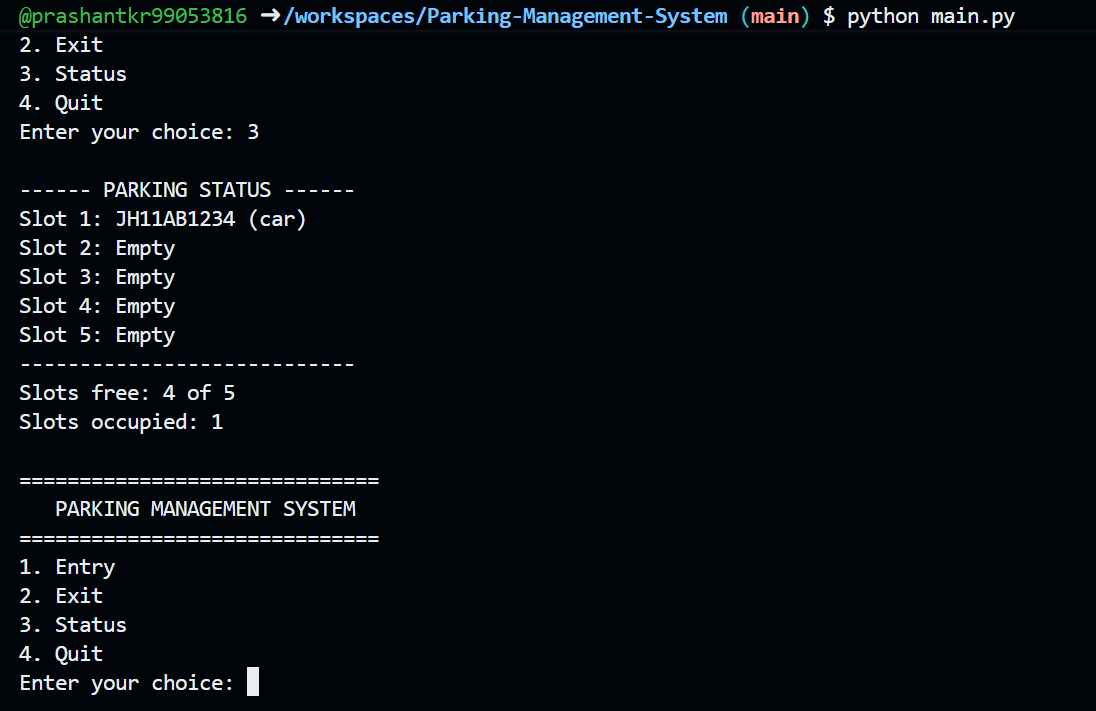 @prashantkr99053816 ➜/workspaces/Parking-Management-System (main) $ python main.py
2. Exit
3. Status
4. Quit
Enter your choice: 3

------ PARKING STATUS ------
Slot 1: JH11AB1234 (car)
Slot 2: Empty
Slot 3: Empty
Slot 4: Empty
Slot 5: Empty
----------------------------
Slots free: 4 of 5
Slots occupied: 1

==============================
   PARKING MANAGEMENT SYSTEM
==============================
1. Entry
2. Exit
3. Status
4. Quit
Enter your choice: